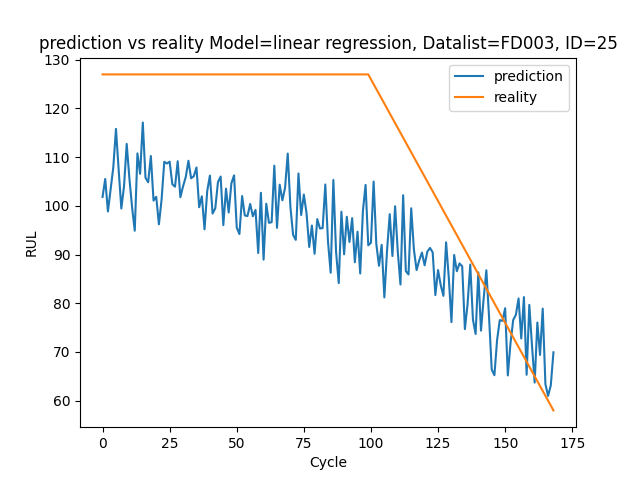 prediction vs reality Model=linear regression, Datalist=FD003, ID=25
prediction
reality
RUL
130
120
110
100
90
80
70
60
0 25 50 75 100 125 150 175
Cycle